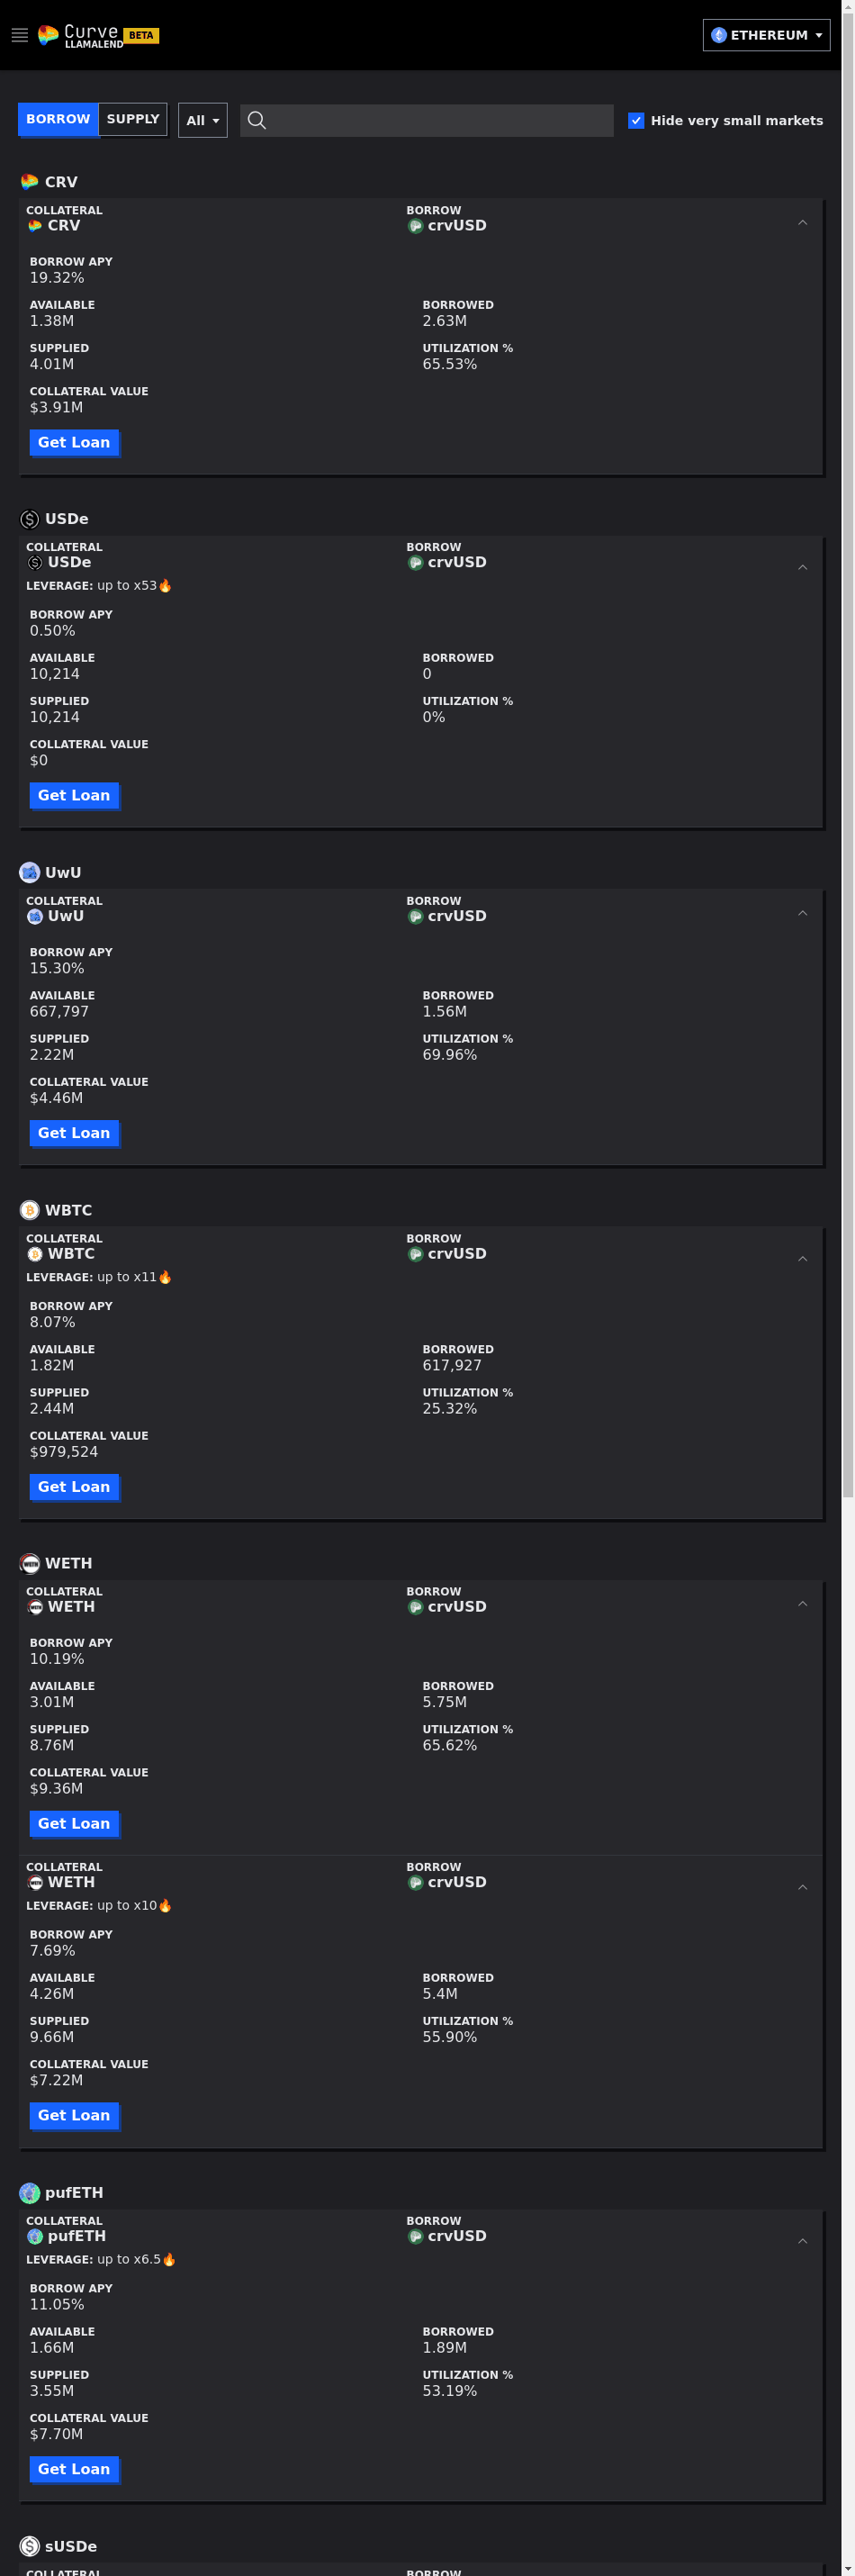 Curve
LLAMALEND BETA
ETHEREUM
BORROW SUPPLY All Hide very small markets
CRV
COLLATERAL BORROW
CRV crvUSD
BORROW APY
19.32%
AVAILABLE BORROWED
1.38M 2.63M
SUPPLIED UTILIZATION %
4.01M 65.53%
COLLATERAL VALUE
$3.91M
Get Loan
USDe
COLLATERAL BORROW
USDe crvUSD
LEVERAGE: up to x53🔥
BORROW APY
0.50%
AVAILABLE BORROWED
10,214 0
SUPPLIED UTILIZATION %
10,214 0%
COLLATERAL VALUE
$0
Get Loan
UwU
COLLATERAL BORROW
UwU crvUSD
BORROW APY
15.30%
AVAILABLE BORROWED
667,797 1.56M
SUPPLIED UTILIZATION %
2.22M 69.96%
COLLATERAL VALUE
$4.46M
Get Loan
WBTC
COLLATERAL BORROW
WBTC crvUSD
LEVERAGE: up to x11🔥
BORROW APY
8.07%
AVAILABLE BORROWED
1.82M 617,927
SUPPLIED UTILIZATION %
2.44M 25.32%
COLLATERAL VALUE
$979,524
Get Loan
WETH
COLLATERAL BORROW
WETH crvUSD
BORROW APY
10.19%
AVAILABLE BORROWED
3.01M 5.75M
SUPPLIED UTILIZATION %
8.76M 65.62%
COLLATERAL VALUE
$9.36M
Get Loan
COLLATERAL BORROW
WETH crvUSD
LEVERAGE: up to x10🔥
BORROW APY
7.69%
AVAILABLE BORROWED
4.26M 5.4M
SUPPLIED UTILIZATION %
9.66M 55.90%
COLLATERAL VALUE
$7.22M
Get Loan
pufETH
COLLATERAL BORROW
pufETH crvUSD
LEVERAGE: up to x6.5🔥
BORROW APY
11.05%
AVAILABLE BORROWED
1.66M 1.89M
SUPPLIED UTILIZATION %
3.55M 53.19%
COLLATERAL VALUE
$7.70M
Get Loan
sUSDe
COLLATERAL BORROW